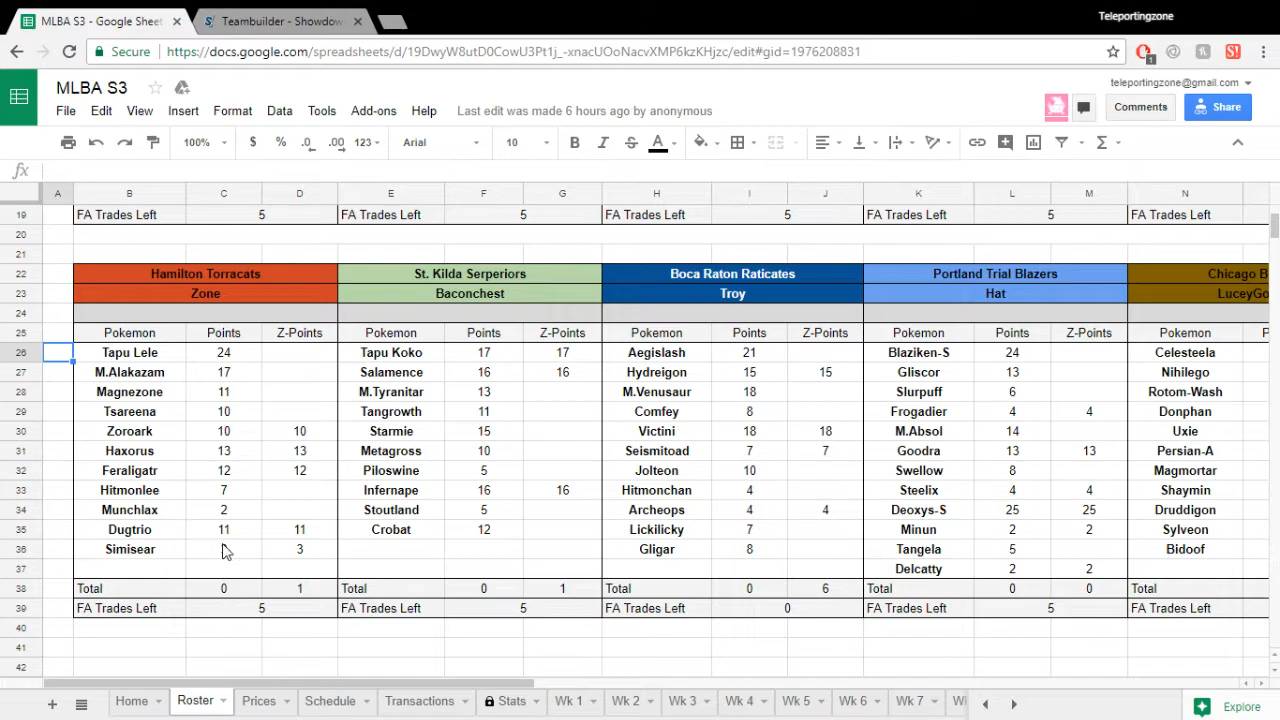 Teleportingzone
MLBA S3 - Google Sheet
Teambuilder - Showdow
Secure https://docs.google.com/spreadsheets/d/19DwyW8utD0CowU3Pt1j_-xnacUOoNacvXMP6kzKHjzc/edit#gid=1976208831
MLBA S3 teleportingzone@gmail.com
File Edit View Insert Format Data Tools Add-ons Help Last edit was made 6 hours ago by anonymous Comments Share
100% $ % .0 .00 123 Arial 10 B I S A
fx
A B C D E F G H I J K L M N
19 FA Trades Left 5 FA Trades Left 5 FA Trades Left 5 FA Trades Left 5 FA Trades Left
20
21
22 Hamilton Torracats St. Kilda Serperiors Boca Raton Raticates Portland Trial Blazers Chicago B
23 Zone Baconchest Troy Hat LuceyGo
24
25 Pokemon Points Z-Points Pokemon Points Z-Points Pokemon Points Z-Points Pokemon Points Z-Points Pokemon P
26 Tapu Lele 24 Tapu Koko 17 17 Aegislash 21 Blaziken-S 24 Celesteela
27 M.Alakazam 17 Salamence 16 16 Hydreigon 15 15 Gliscor 13 Nihilego
28 Magnezone 11 M.Tyranitar 13 M.Venusaur 18 Slurpuff 6 Rotom-Wash
29 Tsareena 10 Tangrowth 11 Comfey 8 Frogadier 4 4 Donphan
30 Zoroark 10 10 Starmie 15 Victini 18 18 M.Absol 14 Uxie
31 Haxorus 13 13 Metagross 10 Seismitoad 7 7 Goodra 13 13 Persian-A
32 Feraligatr 12 12 Piloswine 5 Jolteon 10 Swellow 8 Magmortar
33 Hitmonlee 7 Infernape 16 16 Hitmonchan 4 Steelix 4 4 Shaymin
34 Munchlax 2 Stoutland 5 Archeops 4 4 Deoxys-S 25 25 Druddigon
35 Dugtrio 11 11 Crobat 12 Lickilicky 7 Minun 2 2 Sylveon
36 Simisear 3 Gligar 8 Tangela 5 Bidoof
37 Delcatty 2 2
38 Total 0 1 Total 0 1 Total 0 6 Total 0 0 Total
39 FA Trades Left 5 FA Trades Left 5 FA Trades Left 0 FA Trades Left 5 FA Trades Left
40
41
42
Home Roster Prices Schedule Transactions Stats Wk 1 Wk 2 Wk 3 Wk 4 Wk 5 Wk 6 Wk 7 Explore